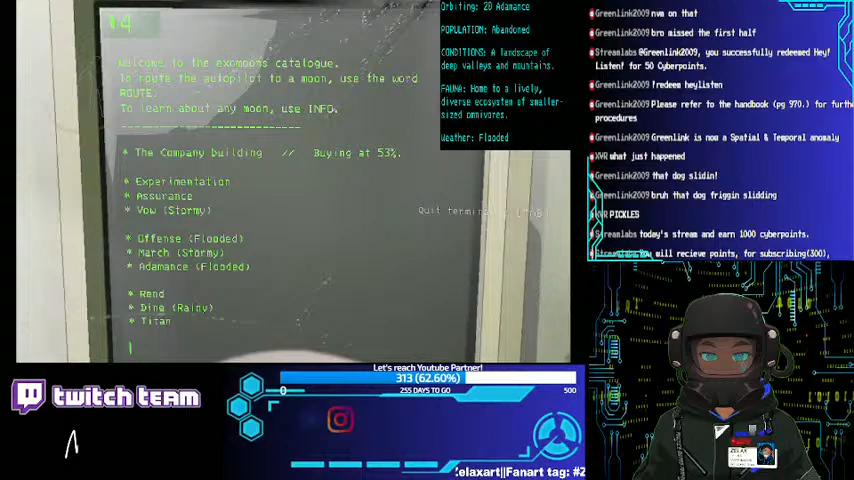 14
Welcome to the exomoons catalogue.
To route the autopilot to a moon, use the word
ROUTE.
To learn about any moon, use INFO.
----------------------------
* The Company building // Buying at 53%.
* Experimentation
* Assurance
* Vow (Stormy)
* Offense (Flooded)
* March (Stormy)
* Adamance (Flooded)
* Rend
* Dine (Rainy)
* Titan
Orbiting: 20 Adamance
POPULATION: Abandoned
CONDITIONS: A landscape of
deep valleys and mountains.
FAUNA: Home to a lively,
diverse ecosystem of smaller-
sized omnivores.
Weather: Flooded
Quit terminal
Greenlink2009 nvm on that
Greenlink2009 bro missed the first half
Streamlabs @Greenlink2009, you successfully redeemed Hey!
Listen! for 50 Cyberpoints.
Greenlink2009 !redeem heylisten
Greenlink2009 Please refer to the handbook (pg 970.) for furthe
procedures
Greenlink2009 Greenlink is now a Spatial & Temporal anomaly
XVR what just happened
Greenlink2009 that dog slidin!
Greenlink2009 bruh that dog friggin slidding
XVR PICKLES
Streamlabs today's stream and earn 1000 cyberpoints.
will recieve points, for subscribing(300),
Let's reach Youtube Partner!
313 (62.60%)
0
255 DAYS TO GO
500
twitch team
Zelaxart||Fanart tag: #Z
ZELAX